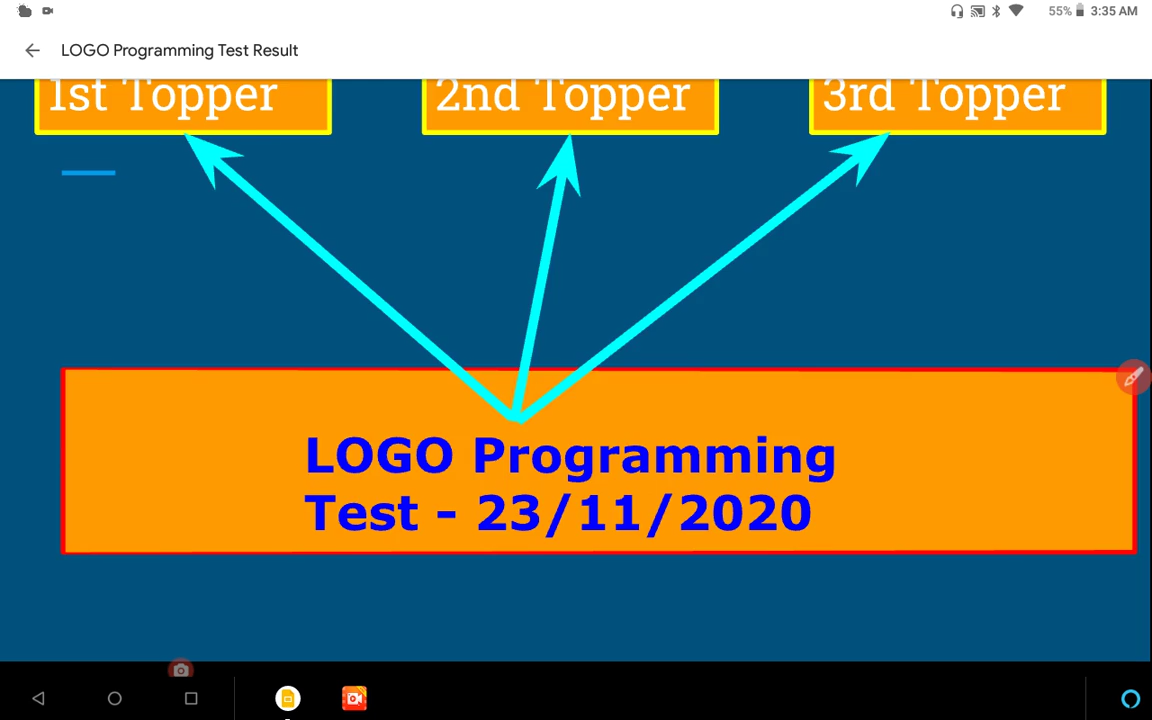 55% 3:35 AM
LOGO Programming Test Result
1st Topper
2nd Topper
3rd Topper
LOGO Programming
Test - 23/11/2020